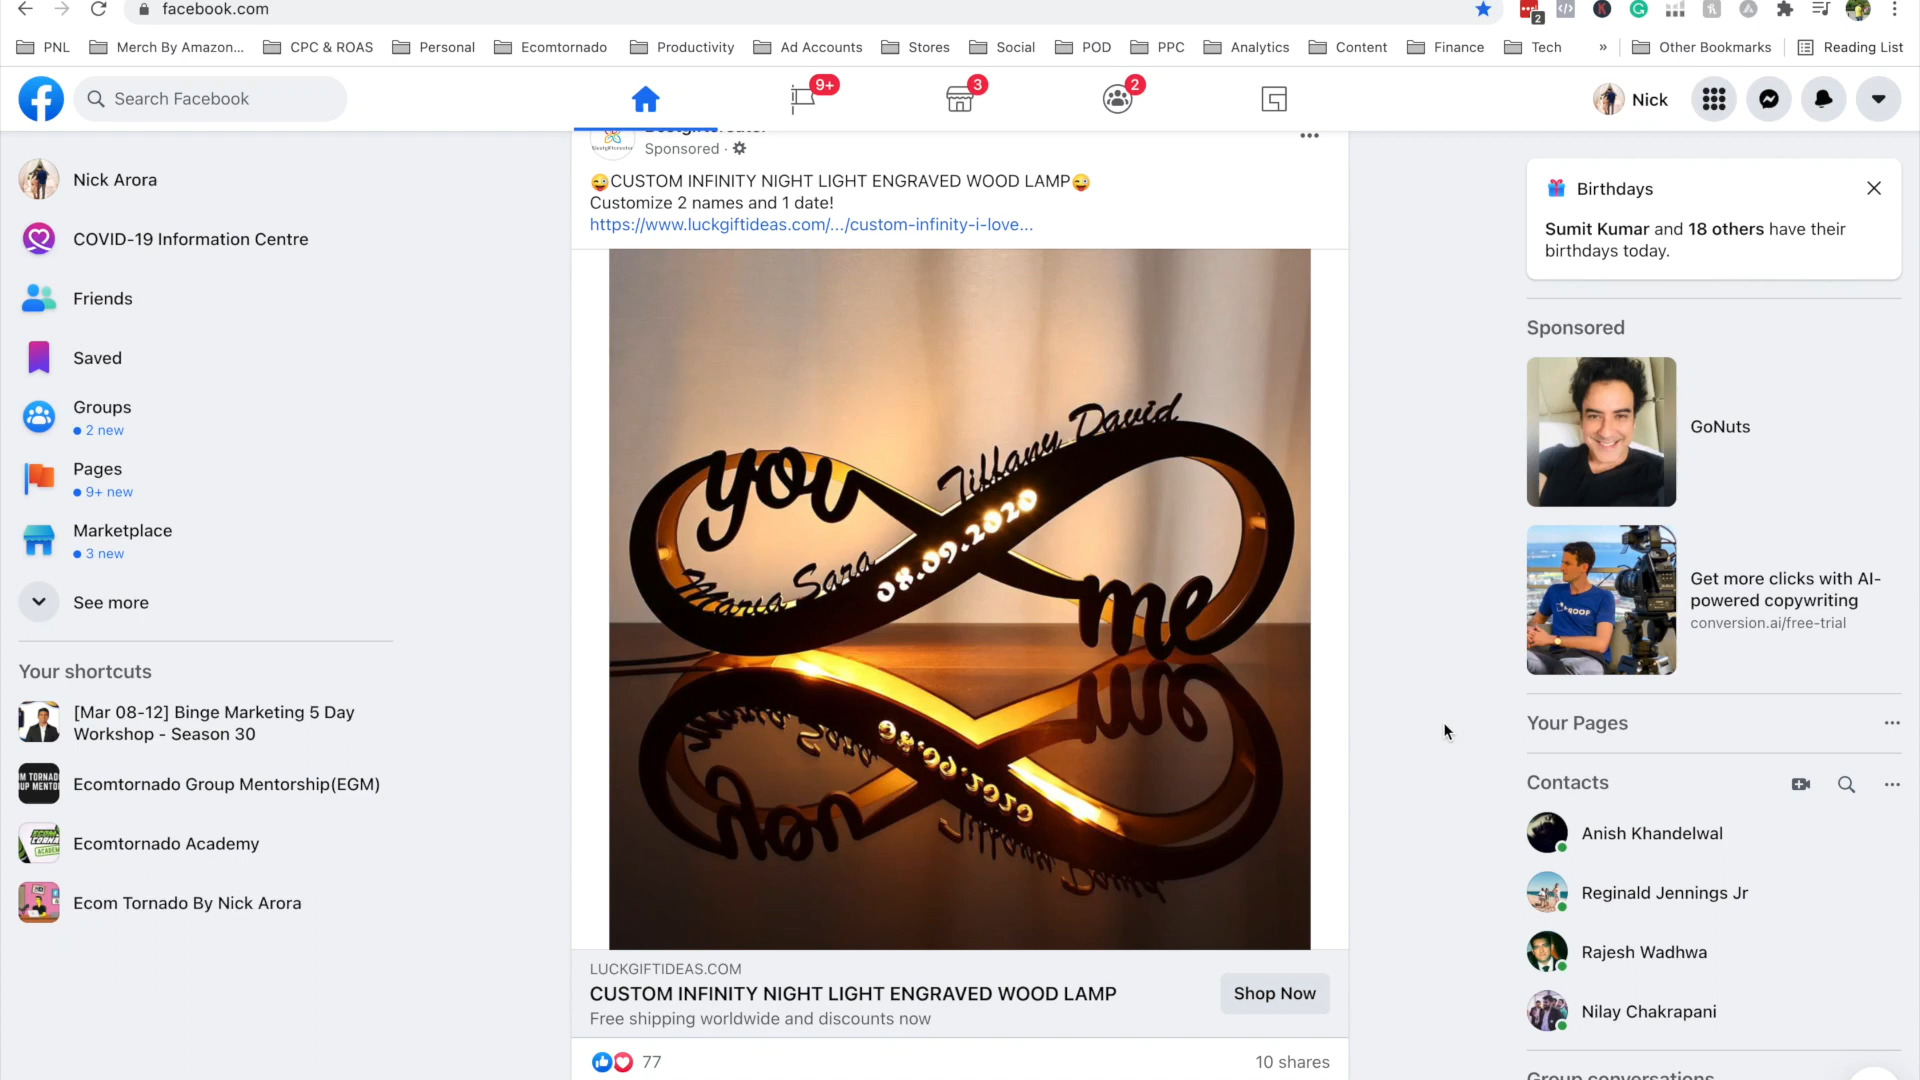 facebook.com
2
PNL
Merch By Amazon...
CPC & ROAS
Personal
Ecomtornado
Productivity
Ad Accounts
Stores
Social
POD
PPC
Analytics
Content
Finance
Tech
»
Other Bookmarks
Reading List
Search Facebook
9+
3
2
Nick
Nick Arora
COVID-19 Information Centre
Friends
Saved
Groups
2 new
Pages
9+ new
Marketplace
3 new
See more
Your shortcuts
[Mar 08-12] Binge Marketing 5 Day
Workshop - Season 30
Ecomtornado Group Mentorship(EGM)
Ecomtornado Academy
Ecom Tornado By Nick Arora
Sponsored ·
😜CUSTOM INFINITY NIGHT LIGHT ENGRAVED WOOD LAMP😜
Customize 2 names and 1 date!
https://www.luckgiftideas.com/.../custom-infinity-i-love...
you
Tiffany David
Maria Sara
08.09.2020
me
LUCKGIFTIDEAS.COM
CUSTOM INFINITY NIGHT LIGHT ENGRAVED WOOD LAMP
Free shipping worldwide and discounts now
Shop Now
77
10 shares
Birthdays
Sumit Kumar and 18 others have their
birthdays today.
Sponsored
GoNuts
Get more clicks with AI-
powered copywriting
conversion.ai/free-trial
Your Pages
Contacts
Anish Khandelwal
Reginald Jennings Jr
Rajesh Wadhwa
Nilay Chakrapani
Group conversations